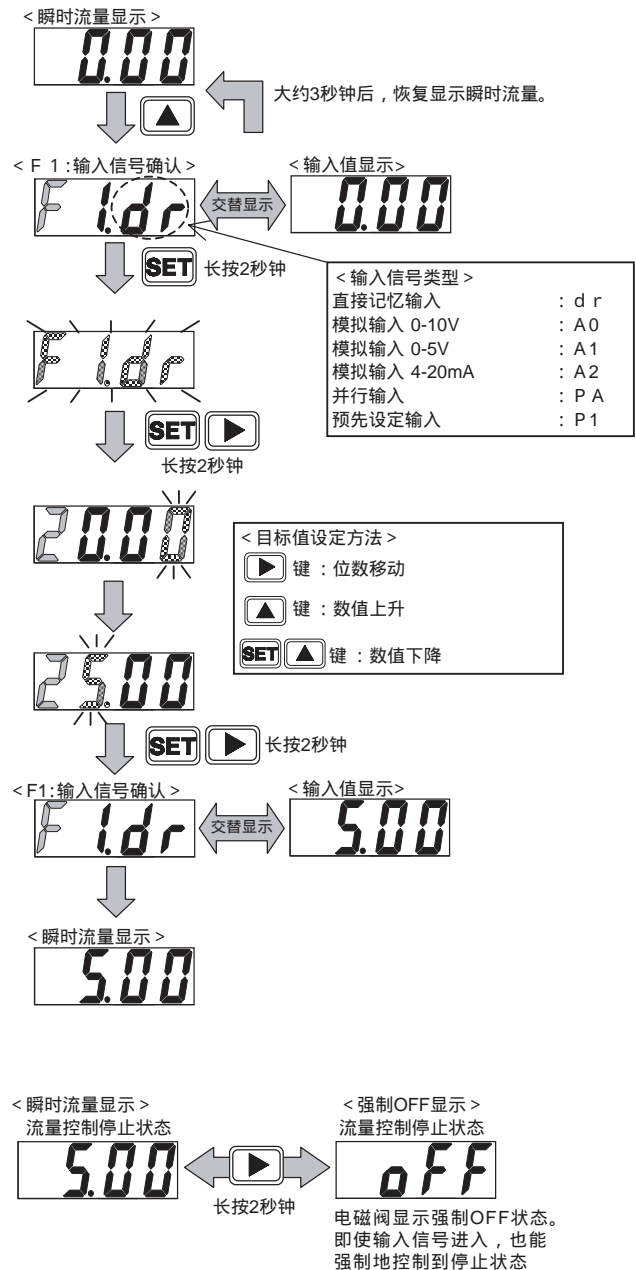 <瞬时流量显示>
0.00
大约3秒钟后，恢复显示瞬时流量。
<F 1:输入信号确认>
F 1.dr
交替显示
<输入值显示>
0.00
SET 长按2秒钟
<输入信号类型>
直接记忆输入 : d r
模拟输入 0-10V : A0
模拟输入 0-5V : A1
模拟输入 4-20mA : A2
并行输入 : P A
预先设定输入 : P1
F 1.dr
SET
长按2秒钟
2 0.00
<目标值设定方法>
键：位数移动
键：数值上升
SET 键：数值下降
2 5.00
SET 长按2秒钟
<F1:输入信号确认>
F 1.dr
交替显示
<输入值显示>
5.00
<瞬时流量显示>
5.00
<瞬时流量显示>
流量控制停止状态
5.00
长按2秒钟
<强制OFF显示>
流量控制停止状态
oFF
电磁阀显示强制OFF状态。
即使输入信号进入，也能
强制地控制到停止状态